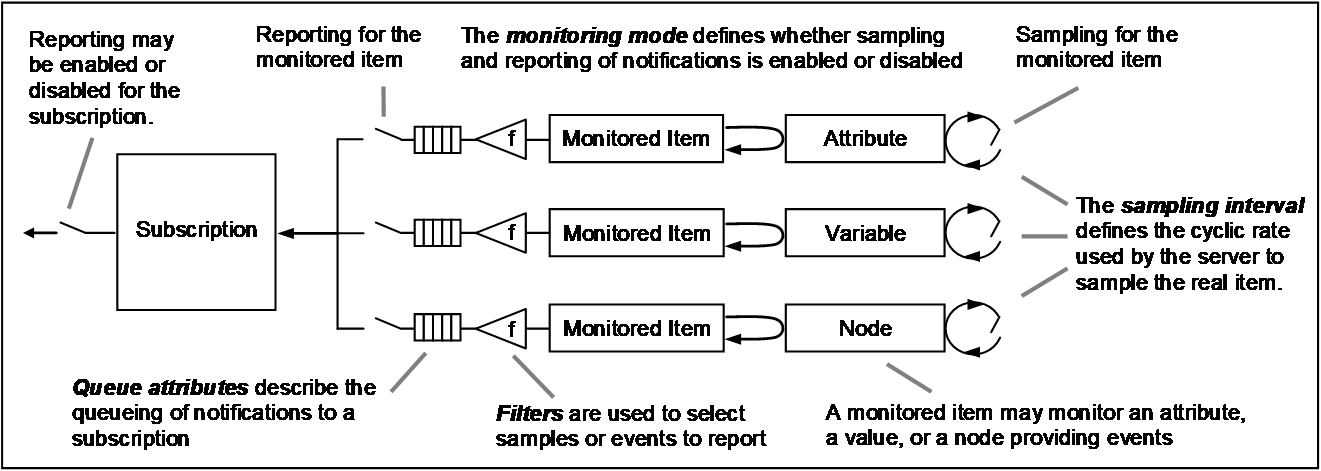 Reporting may
be enabled or
disabled for the
subscription.
Reporting for the
monitored item
The monitoring mode defines whether sampling
and reporting of notifications is enabled or disabled
Sampling for the
monitored item
f
Monitored Item
Attribute
Subscription
f
Monitored Item
Variable
The sampling interval
defines the cyclic rate
used by the server to
sample the real item.
f
Monitored Item
Node
Queue attributes describe the
queueing of notifications to a
subscription
Filters are used to select
samples or events to report
A monitored item may monitor an attribute,
a value, or a node providing events